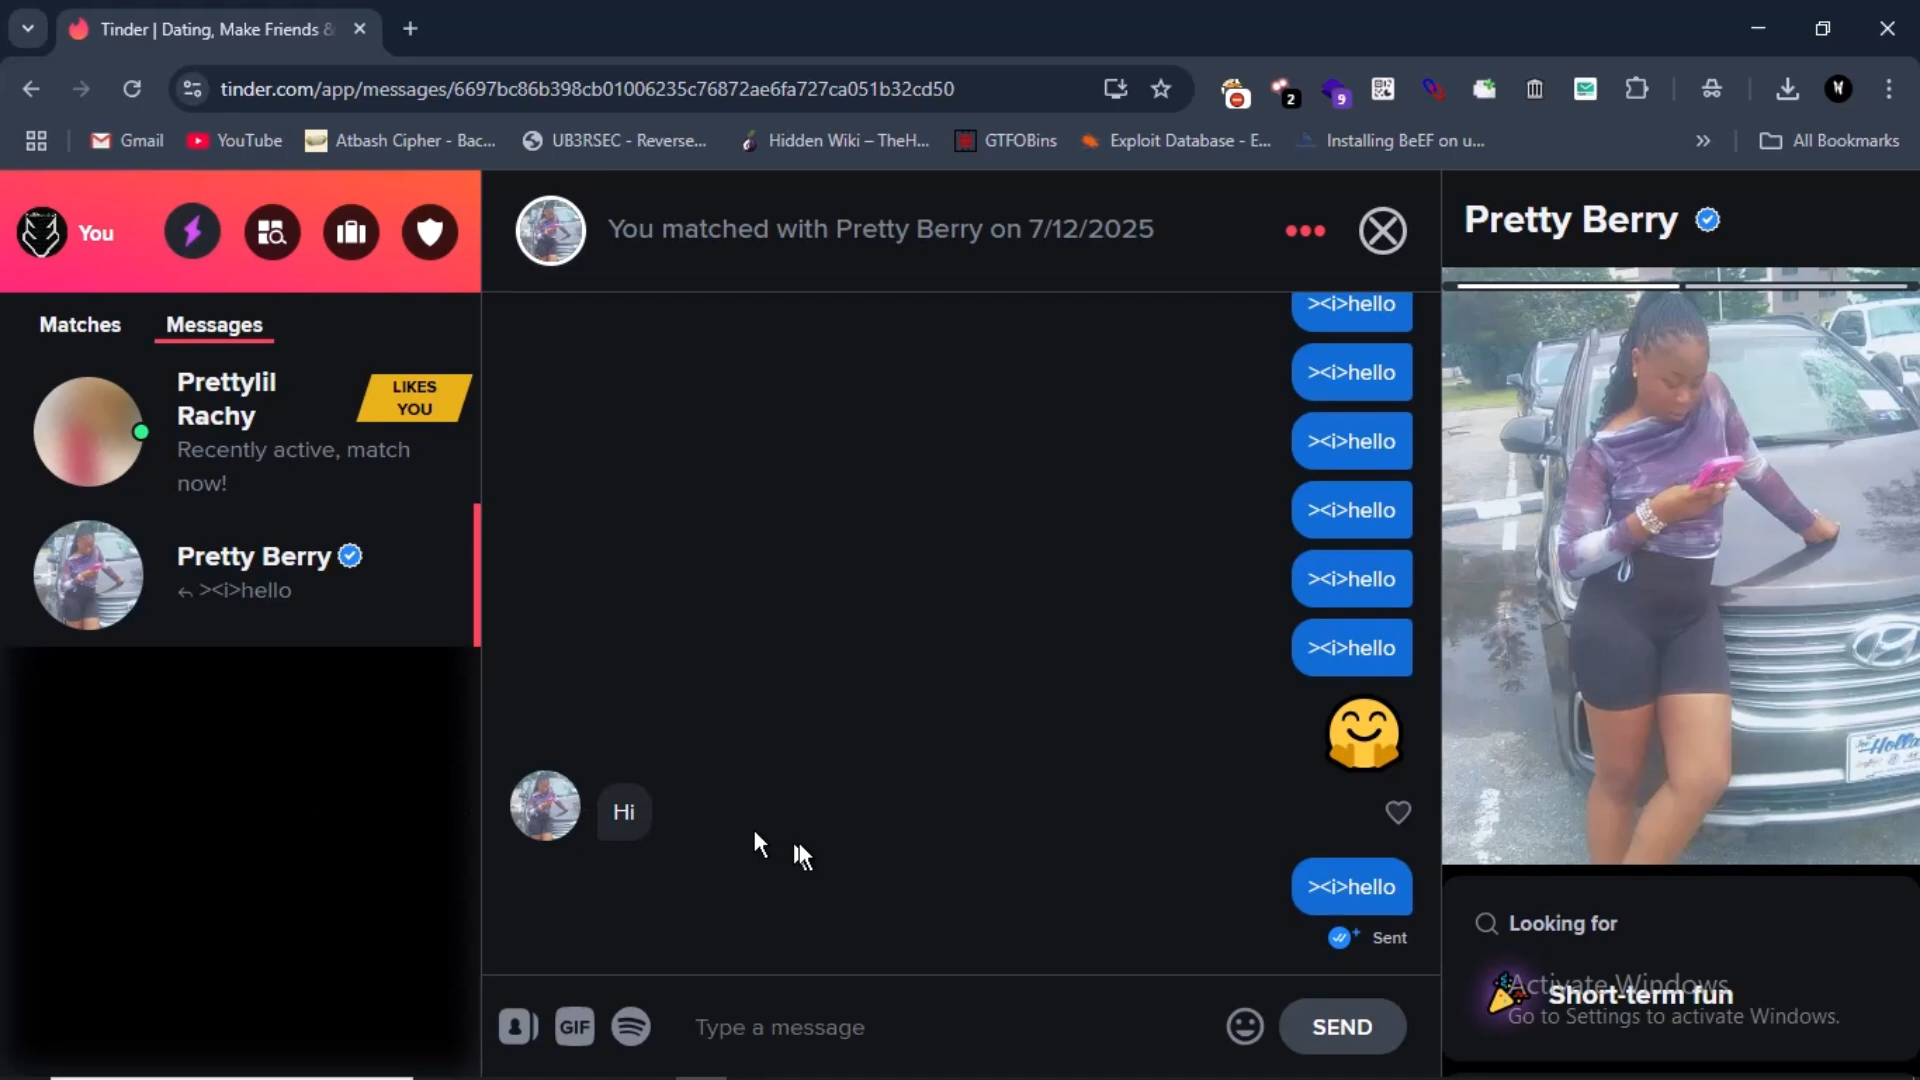 Tinder | Dating, Make Friends &
tinder.com/app/messages/6697bc86b398cb01006235c76872ae6fa727ca051b32cd50
2
9
Gmail
YouTube
Atbash Cipher - Bac...
UB3RSEC - Reverse...
Hidden Wiki – TheH...
GTFOBins
Exploit Database - E...
Installing BeEF on u...
All Bookmarks
You
You matched with Pretty Berry on 7/12/2025
Pretty Berry
Matches
Messages
Prettylil
Rachy
LIKES
YOU
Recently active, match
now!
Pretty Berry
><i>hello
><i>hello
><i>hello
><i>hello
><i>hello
><i>hello
><i>hello
Hi
><i>hello
Sent
Type a message
GIF
SEND
Looking for
Short-term fun
Activate Windows
Go to Settings to activate Windows.